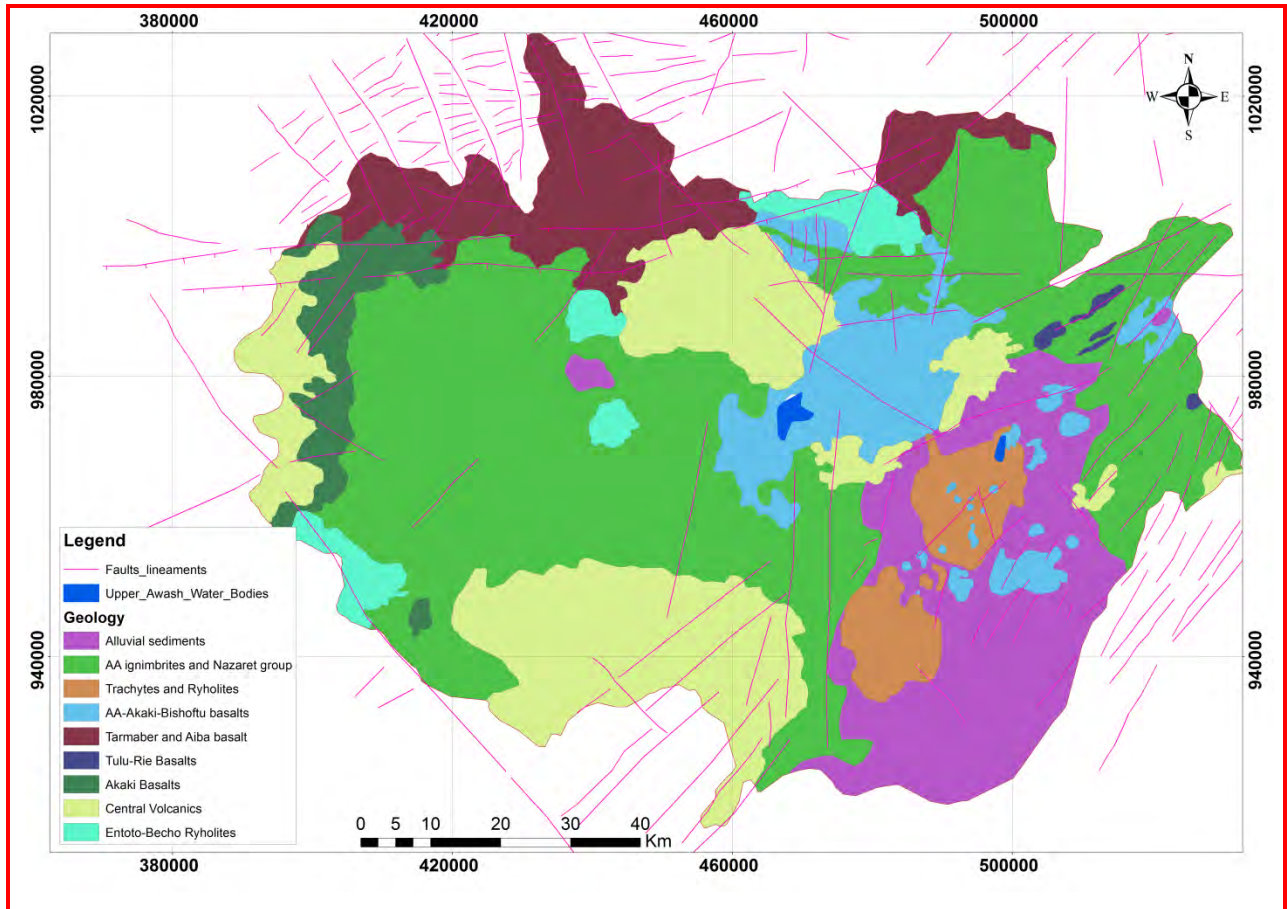 380000 420000 460000 500000
N
W E
S
1020000 1020000
980000 980000
940000 940000
Legend
Faults_lineaments
Upper_Awash_Water_Bodies
Geology
Alluvial sediments
AA ignimbrites and Nazaret group
Trachytes and Ryholites
AA-Akaki-Bishoftu basalts
Tarmaber and Aiba basalt
Tulu-Rie Basalts
Akaki Basalts
Central Volcanics
Entoto-Becho Ryholites
0 5 10 20 30 40
Km
380000 420000 460000 500000